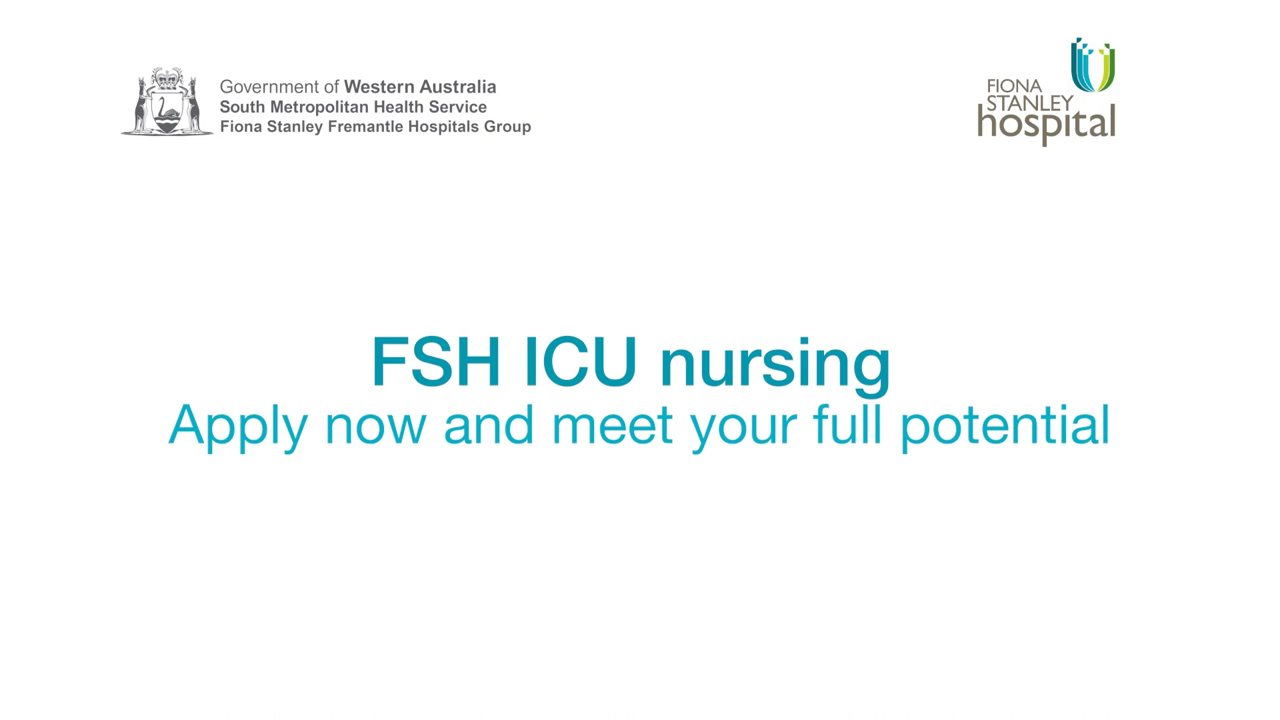 Government of Western Australia
South Metropolitan Health Service
Fiona Stanley Fremantle Hospitals Group
FIONA
STANLEY
hospital
FSH ICU nursing
Apply now and meet your full potential